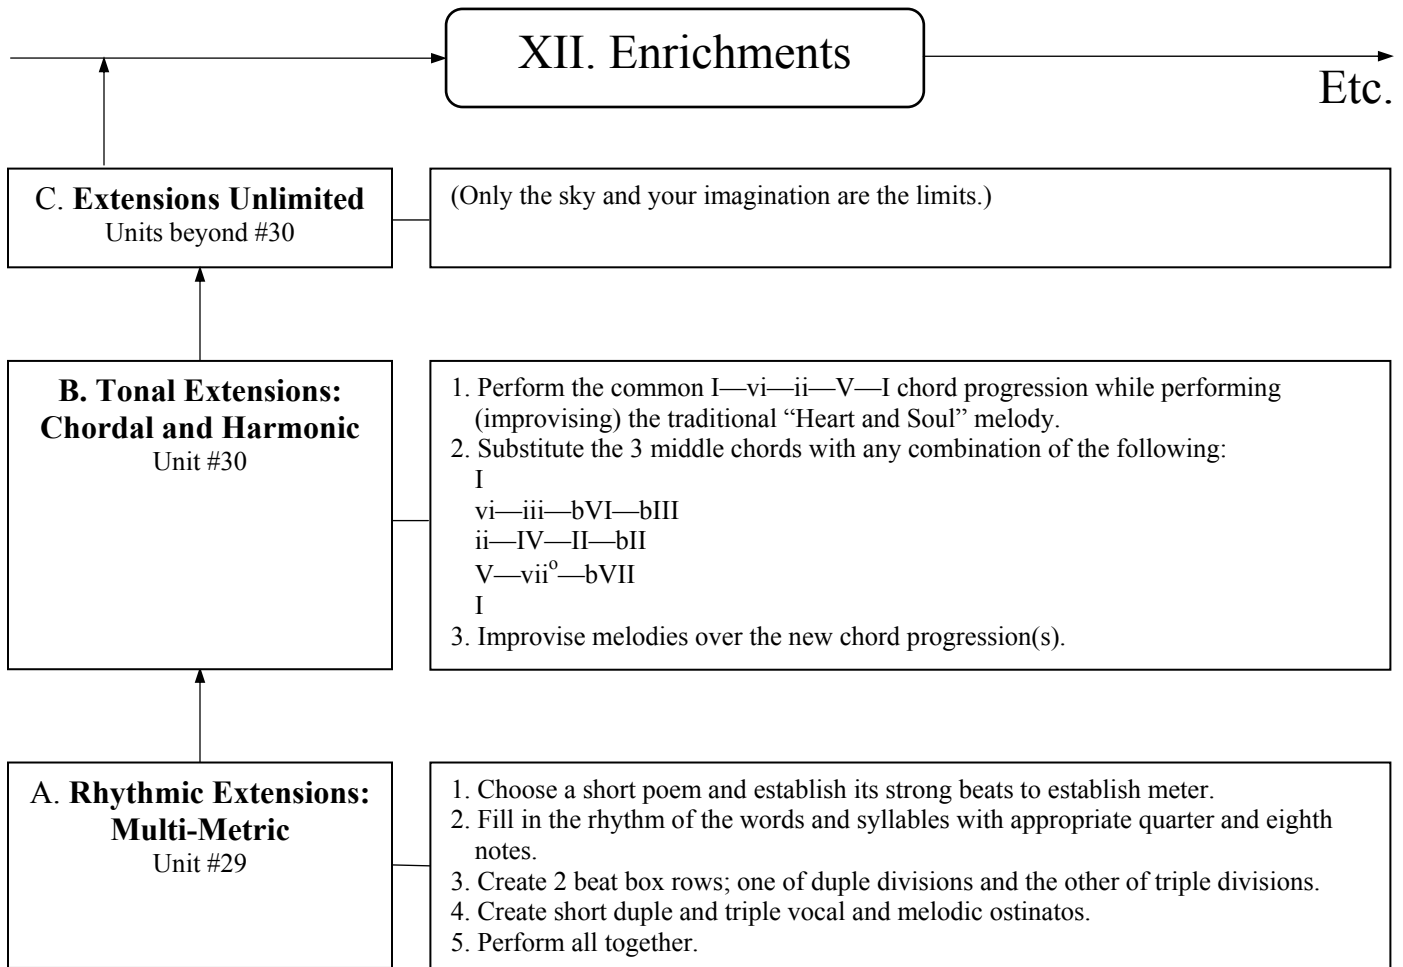 XII. Enrichments
Etc.
C. Extensions Unlimited
Units beyond #30
(Only the sky and your imagination are the limits.)
B. Tonal Extensions:
Chordal and Harmonic
Unit #30
1. Perform the common I—vi—ii—V—I chord progression while performing
(improvising) the traditional “Heart and Soul” melody.
2. Substitute the 3 middle chords with any combination of the following:
I
vi—iii—bVI—bIII
ii—IV—II—bII
V—viiº—bVII
I
3. Improvise melodies over the new chord progression(s).
A. Rhythmic Extensions:
Multi-Metric
Unit #29
1. Choose a short poem and establish its strong beats to establish meter.
2. Fill in the rhythm of the words and syllables with appropriate quarter and eighth
notes.
3. Create 2 beat box rows; one of duple divisions and the other of triple divisions.
4. Create short duple and triple vocal and melodic ostinatos.
5. Perform all together.